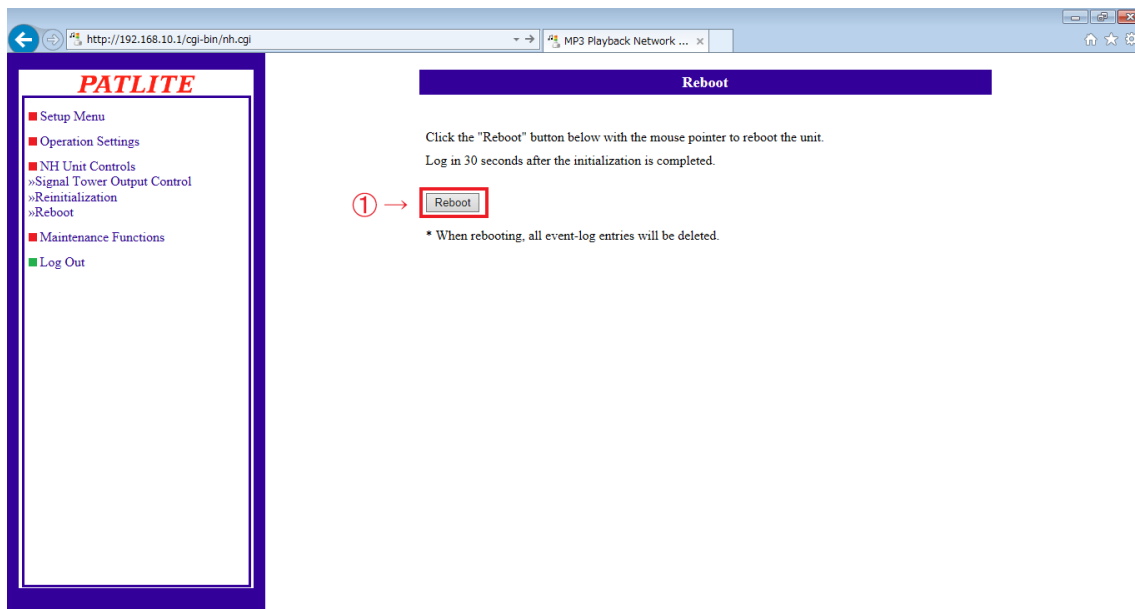 http://192.168.10.1/cgi-bin/nh.cgi
MP3 Playback Network ...
PATLITE
Setup Menu
Operation Settings
NH Unit Controls
»Signal Tower Output Control
»Reinitialization
»Reboot
Maintenance Functions
Log Out
Reboot
Click the "Reboot" button below with the mouse pointer to reboot the unit.
Log in 30 seconds after the initialization is completed.
① → Reboot
* When rebooting, all event-log entries will be deleted.